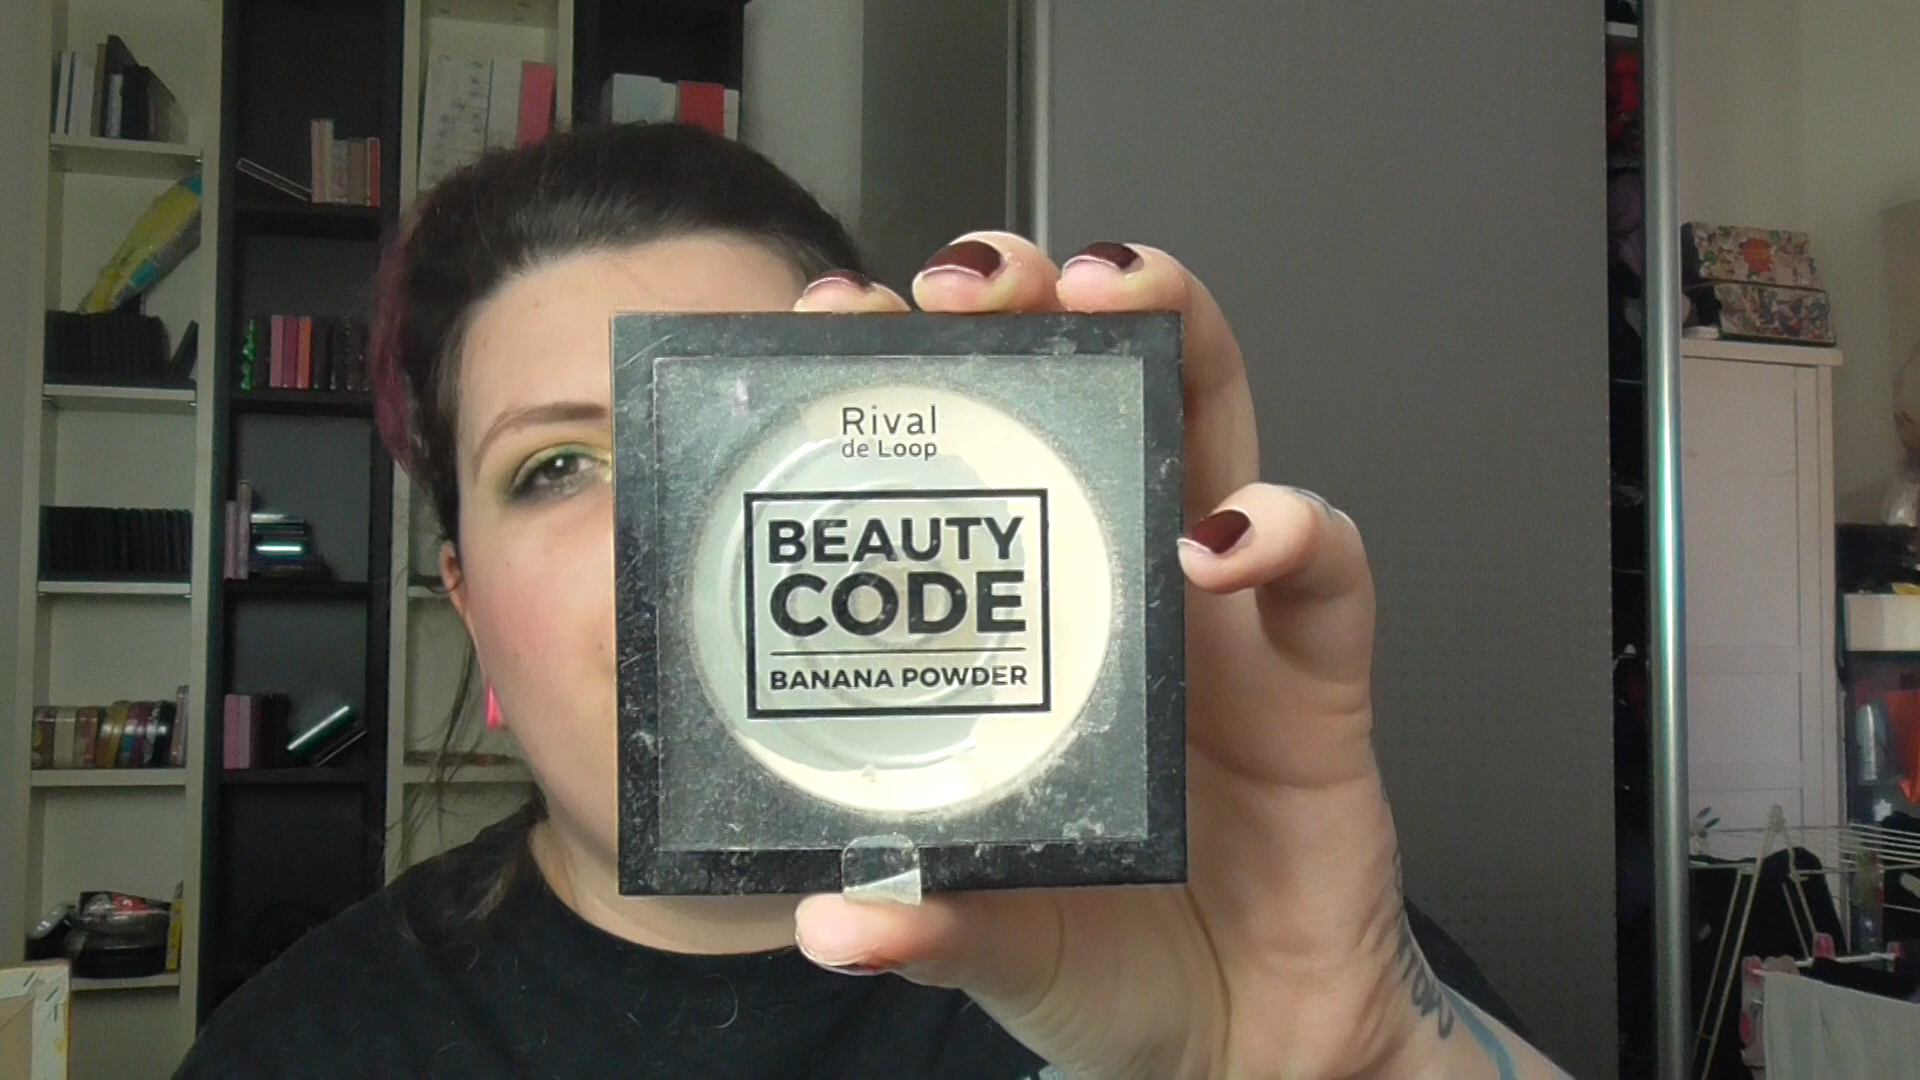 Rival
de Loop
BEAUTY
CODE
BANANA POWDER